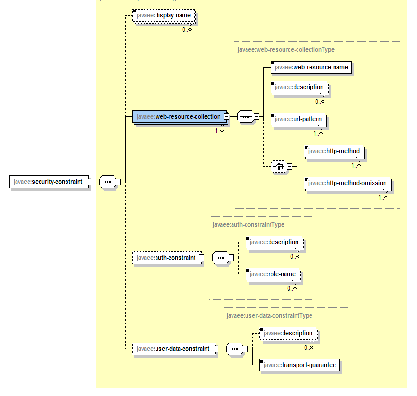 javaee:display-name
0..∞
javaee:web-resource-collectionType
javaee:web-resource-name
javaee:description
0..∞
javaee:web-resource-collection
1..∞
javaee:url-pattern
1..∞
javaee:http-method
1..∞
javaee:security-constraint
javaee:http-method-omission
1..∞
javaee:auth-constraintType
javaee:description
0..∞
javaee:auth-constraint
javaee:role-name
0..∞
javaee:user-data-constraintType
javaee:description
0..∞
javaee:user-data-constraint
javaee:transport-guarantee